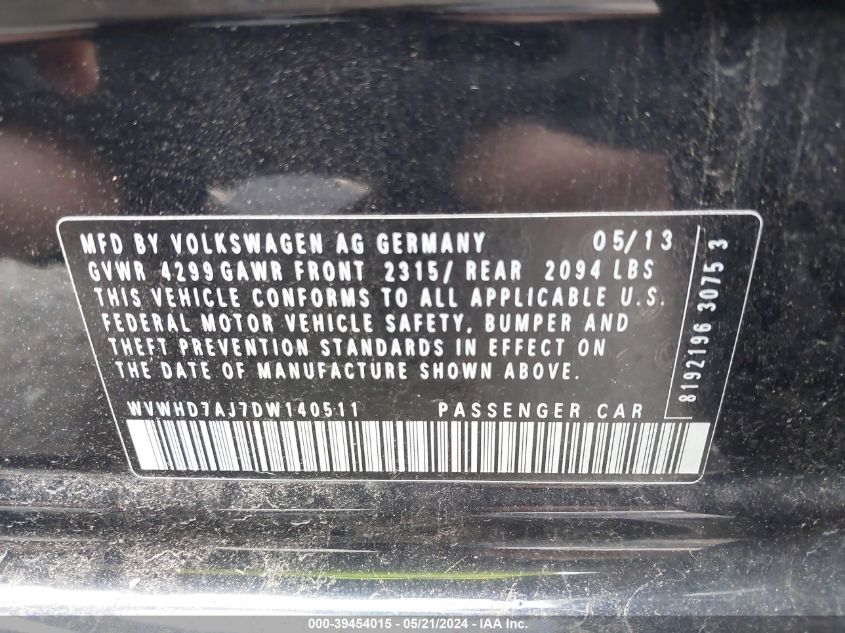 MFD BY VOLKSWAGEN AG GERMANY 05/13
GVWR 4299 GAWR FRONT 2315/ REAR 2094 LBS
THIS VEHICLE CONFORMS TO ALL APPLICABLE U.S.
FEDERAL MOTOR VEHICLE SAFETY, BUMPER AND
THEFT PREVENTION STANDARDS IN EFFECT ON
THE DATE OF MANUFACTURE SHOWN ABOVE.
WVWHD7AJ7DW140511 PASSENGER CAR
8192196 3075 3
000-39454015 - 05/21/2024 - IAA Inc.